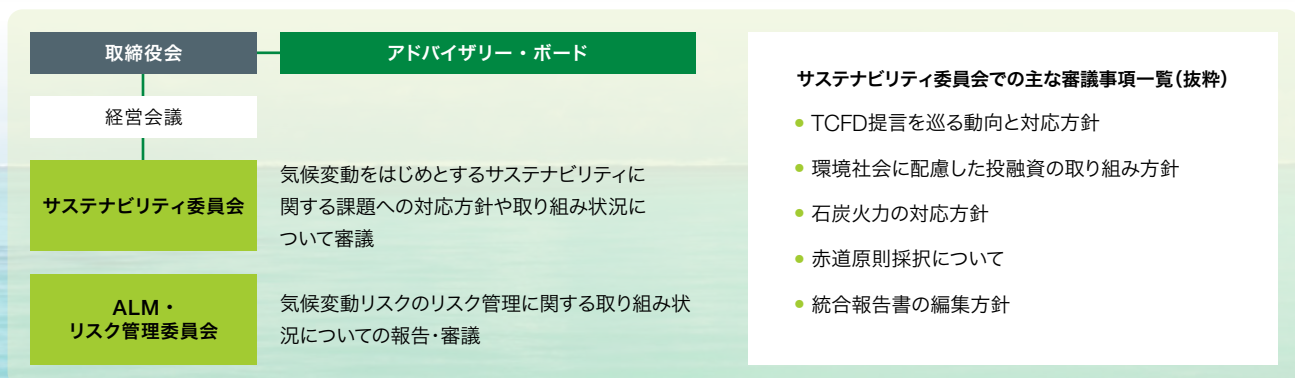 取締役会
アドバイザリー・ボード
経営会議
サステナビリティ委員会
気候変動をはじめとするサステナビリティに
関する課題への対応方針や取り組み状況に
ついて審議
ALM・
リスク管理委員会
気候変動リスクのリスク管理に関する取り組み状
況についての報告・審議
サステナビリティ委員会での主な審議事項一覧(抜粋)
• TCFD提言を巡る動向と対応方針
• 環境社会に配慮した投融資の取り組み方針
• 石炭火力の対応方針
• 赤道原則採択について
• 統合報告書の編集方針